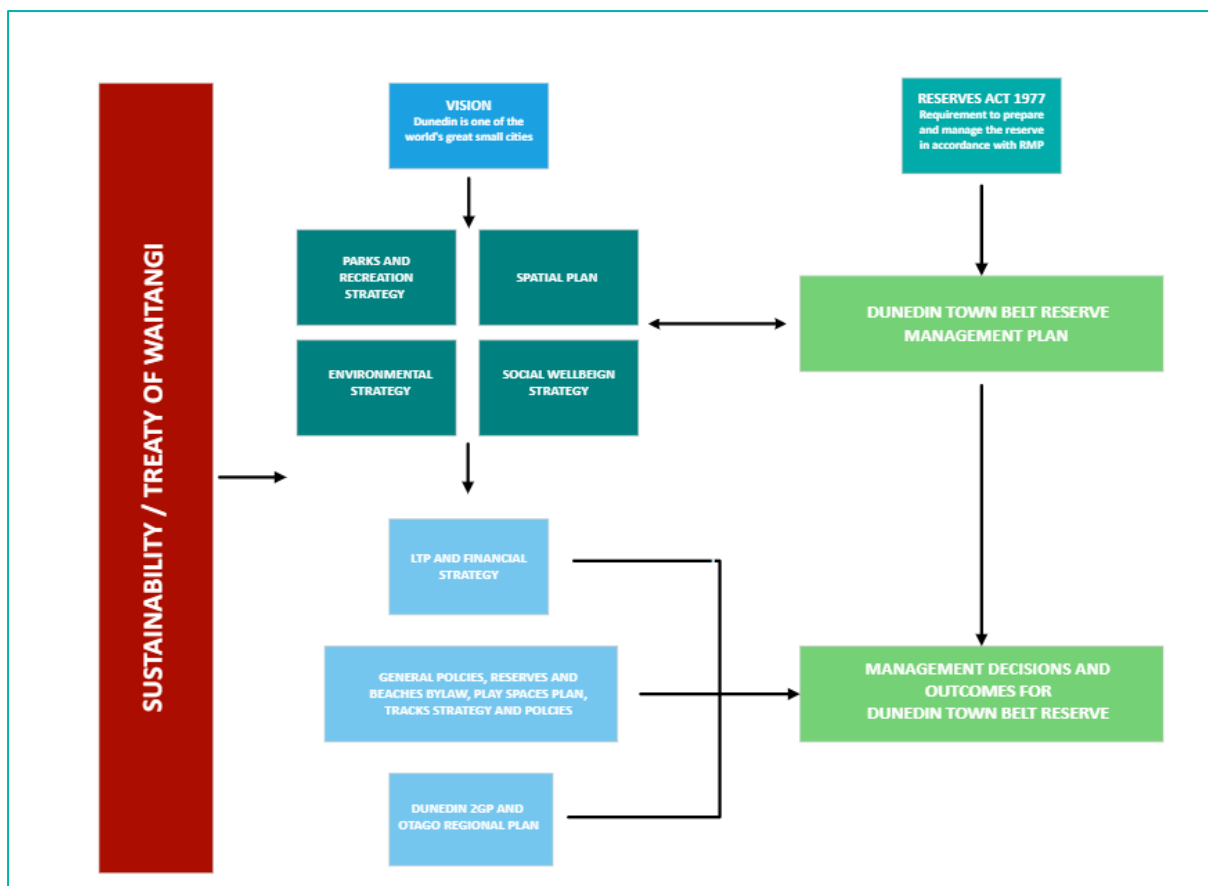 SUSTAINABILITY / TREATY OF WAITANGI
VISION
Dunedin is one of the
world's great small cities
RESERVES ACT 1977
Requirement to prepare
and manage the reserve
in accordance with RMP
PARKS AND
RECREATION
STRATEGY
SPATIAL PLAN
ENVIRONMENTAL
STRATEGY
SOCIAL WELLBEIGN
STRATEGY
DUNEDIN TOWN BELT RESERVE
MANAGEMENT PLAN
LTP AND FINANCIAL
STRATEGY
GENERAL POLCIES, RESERVES AND
BEACHES BYLAW, PLAY SPACES PLAN,
TRACKS STRATEGY AND POLCIES
MANAGEMENT DECISIONS AND
OUTCOMES FOR
DUNEDIN TOWN BELT RESERVE
DUNEDIN 2GP AND
OTAGO REGIONAL PLAN